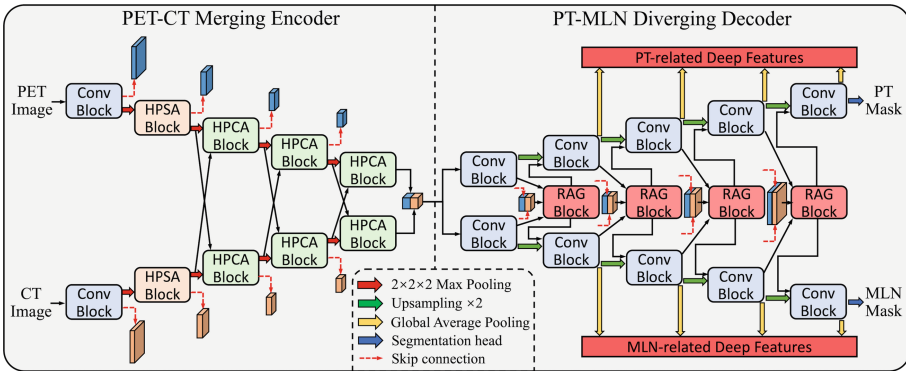 PET-CT Merging Encoder
PT-MLN Diverging Decoder
PT-related Deep Features
PET
Image
Conv
Block
HPSA
Block
HPCA
Block
HPCA
Block
HPCA
Block
CT
Image
Conv
Block
HPSA
Block
HPCA
Block
HPCA
Block
HPCA
Block
Conv
Block
Conv
Block
Conv
Block
Conv
Block
Conv
Block
PT
Mask
RAG
Block
RAG
Block
RAG
Block
RAG
Block
Conv
Block
Conv
Block
Conv
Block
Conv
Block
Conv
Block
MLN
Mask
MLN-related Deep Features
2×2×2 Max Pooling
Upsampling ×2
Global Average Pooling
Segmentation head
Skip connection